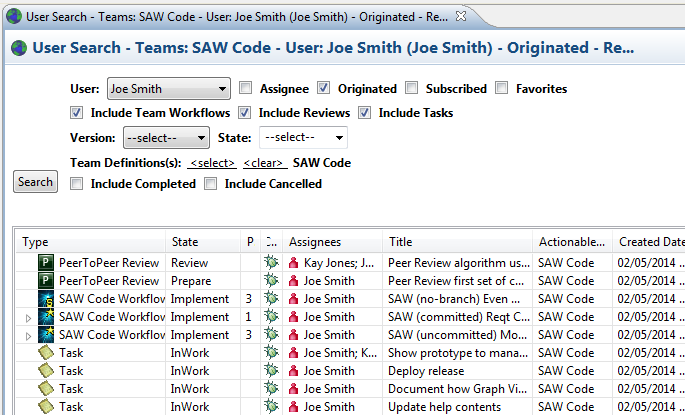 User Search - Teams: SAW Code - User: Joe Smith (Joe Smith) - Originated - Re...
User Search - Teams: SAW Code - User: Joe Smith (Joe Smith) - Originated - Re...
User: Joe Smith Assignee Originated Subscribed Favorites
Include Team Workflows Include Reviews Include Tasks
Version: --select-- State: --select--
Team Definitions(s): <select> <clear> SAW Code
Search Include Completed Include Cancelled
Type State P C... Assignees Title Actionable... Created Date
P PeerToPeer Review Review Kay Jones; J... Peer Review algorithm us... SAW Code 02/05/2014 ...
P PeerToPeer Review Prepare Joe Smith Peer Review first set of c... SAW Code 02/05/2014 ...
S SAW Code Workflow Implement 3 Joe Smith SAW (no-branch) Even ... SAW Code 02/05/2014 ...
SAW Code Workflow Implement 1 Joe Smith SAW (committed) Reqt C... SAW Code 02/05/2014 ...
SAW Code Workflow Implement 3 Joe Smith SAW (uncommitted) Mo... SAW Code 02/05/2014 ...
Task InWork Joe Smith; K... Show prototype to mana... SAW Code 02/05/2014 ...
Task InWork Joe Smith Deploy release SAW Code 02/05/2014 ...
Task InWork Joe Smith Document how Graph Vi... SAW Code 02/05/2014 ...
Task InWork Joe Smith Update help contents SAW Code 02/05/2014 ...